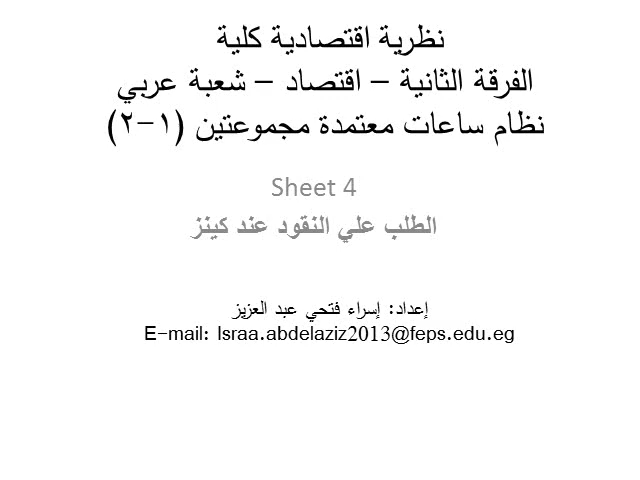 نظرية اقتصادية كلية
الفرقة الثانية – اقتصاد – شعبة عربي
نظام ساعات معتمدة مجموعتين (١-٢)
Sheet 4
الطلب علي النقود عند كينز
إعداد: إسراء فتحي عبد العزيز
E-mail: Israa.abdelaziz2013@feps.edu.eg